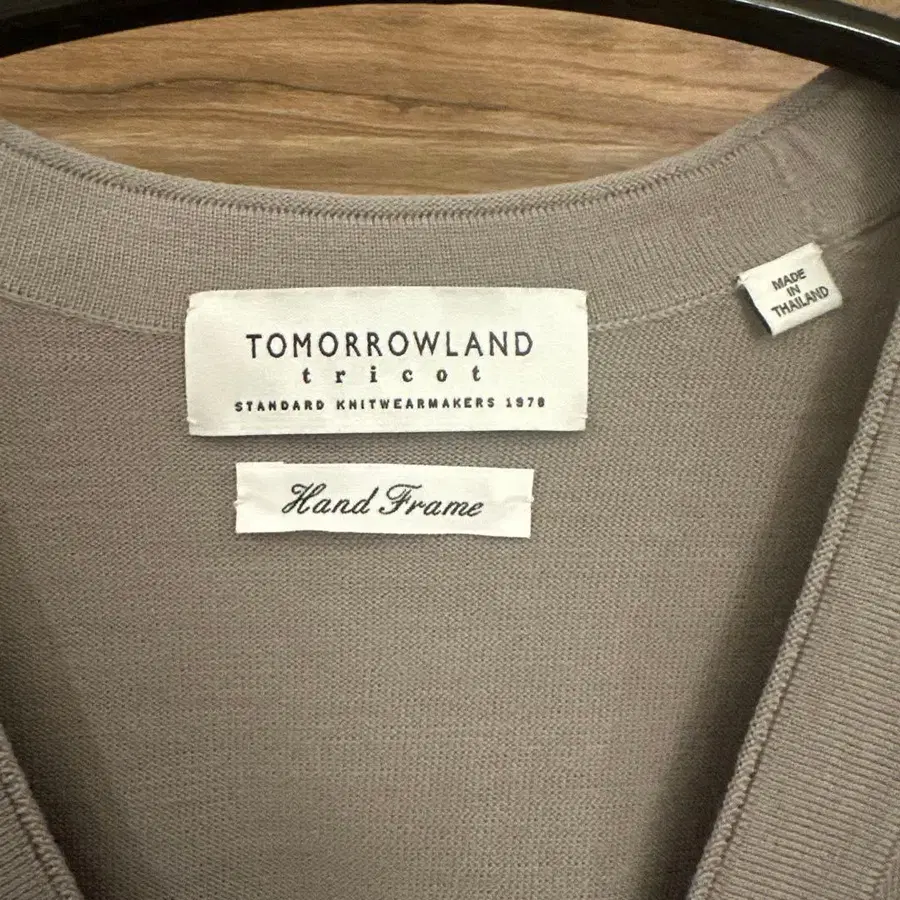 TOMORROWLAND
tricot
STANDARD KNITWEARMAKERS 1978
Hand Frame
MADE
IN
THAILAND